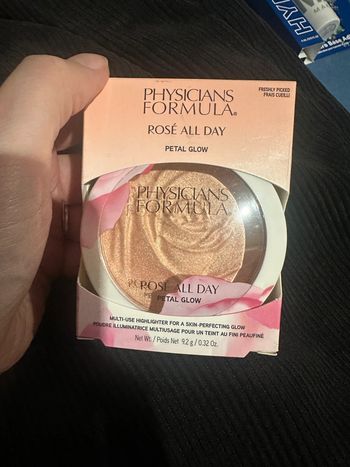 PHYSICIANS
FORMULA®
FRESHLY PICKED
FRAIS CUEILLI
ROSÉ ALL DAY
PETAL GLOW
PHYSICIANS
FORMULA
ROSÉ ALL DAY
PETAL GLOW
MULTI-USE HIGHLIGHTER FOR A SKIN-PERFECTING GLOW
POUDRE ILLUMINATRICE MULTIUSAGE POUR UN TEINT AU FINI PEAUFINÉ
Net Wt. / Poids Net 9.2 g / 0.32 Oz.